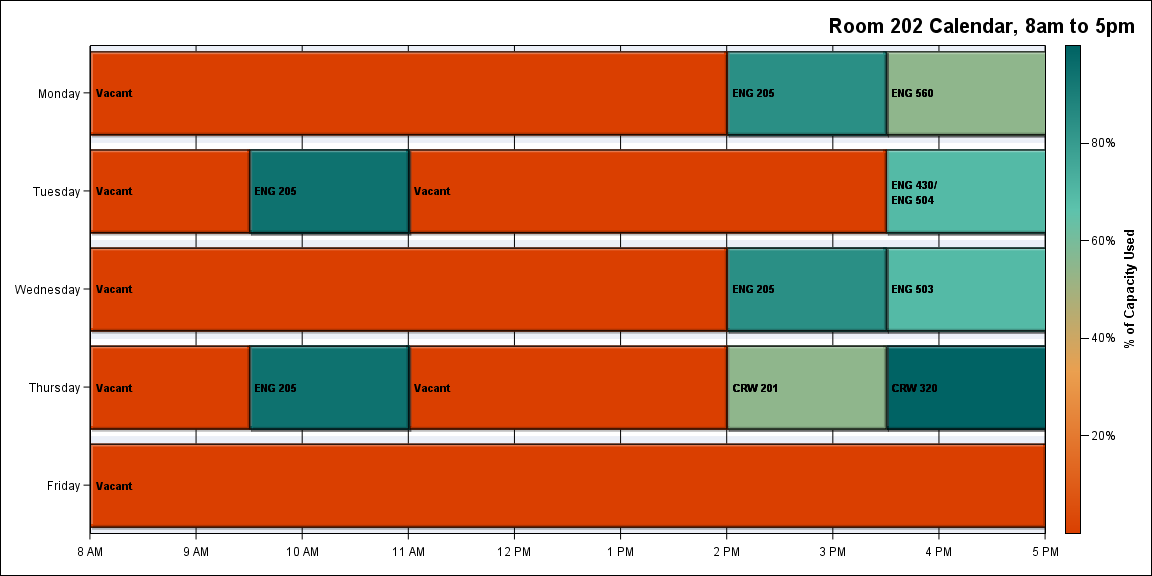 Room 202 Calendar, 8am to 5pm
Monday
Vacant
ENG 205
ENG 560
Tuesday
Vacant
ENG 205
Vacant
ENG 430/
ENG 504
Wednesday
Vacant
ENG 205
ENG 503
Thursday
Vacant
ENG 205
Vacant
CRW 201
CRW 320
Friday
Vacant
8 AM
9 AM
10 AM
11 AM
12 PM
1 PM
2 PM
3 PM
4 PM
5 PM
80%
60%
40%
20%
% of Capacity Used